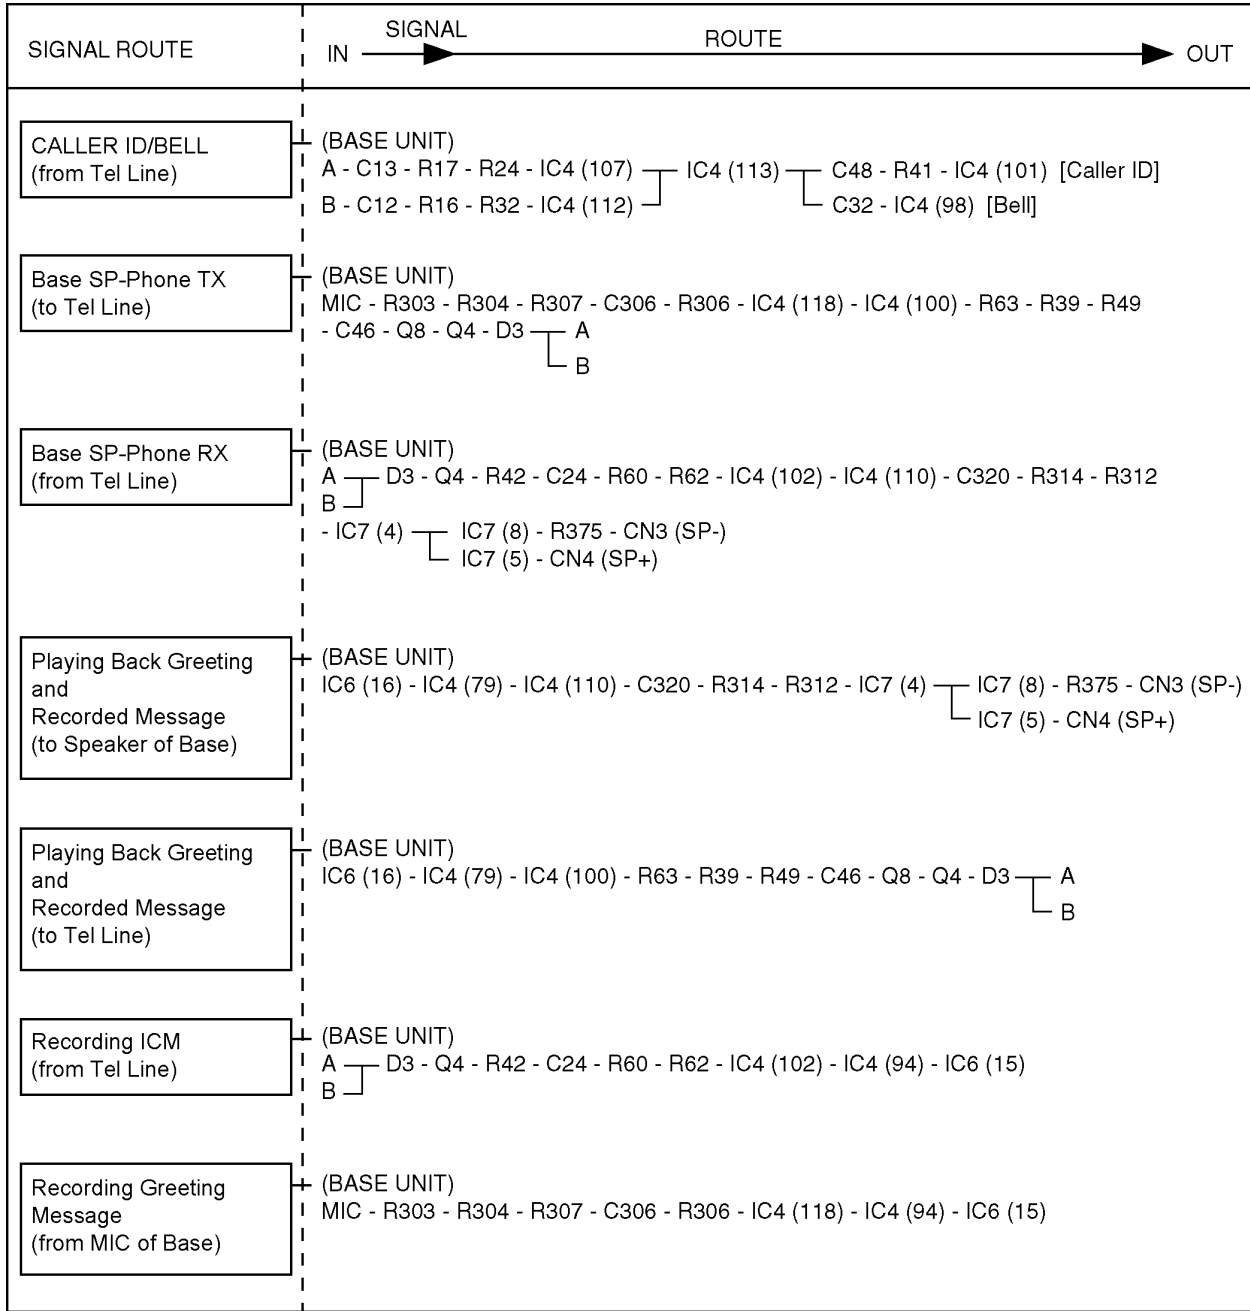 SIGNAL ROUTE
IN SIGNAL ROUTE OUT
CALLER ID/BELL
(from Tel Line)
(BASE UNIT)
A - C13 - R17 - R24 - IC4 (107) IC4 (113) C48 - R41 - IC4 (101) [Caller ID]
B - C12 - R16 - R32 - IC4 (112) C32 - IC4 (98) [Bell]
Base SP-Phone TX
(to Tel Line)
(BASE UNIT)
MIC - R303 - R304 - R307 - C306 - R306 - IC4 (118) - IC4 (100) - R63 - R39 - R49
- C46 - Q8 - Q4 - D3 A
B
Base SP-Phone RX
(from Tel Line)
(BASE UNIT)
A D3 - Q4 - R42 - C24 - R60 - R62 - IC4 (102) - IC4 (110) - C320 - R314 - R312
B
- IC7 (4) IC7 (8) - R375 - CN3 (SP-)
IC7 (5) - CN4 (SP+)
Playing Back Greeting
and
Recorded Message
(to Speaker of Base)
(BASE UNIT)
IC6 (16) - IC4 (79) - IC4 (110) - C320 - R314 - R312 - IC7 (4) IC7 (8) - R375 - CN3 (SP-)
IC7 (5) - CN4 (SP+)
Playing Back Greeting
and
Recorded Message
(to Tel Line)
(BASE UNIT)
IC6 (16) - IC4 (79) - IC4 (100) - R63 - R39 - R49 - C46 - Q8 - Q4 - D3 A
B
Recording ICM
(from Tel Line)
(BASE UNIT)
A D3 - Q4 - R42 - C24 - R60 - R62 - IC4 (102) - IC4 (94) - IC6 (15)
B
Recording Greeting
Message
(from MIC of Base)
(BASE UNIT)
MIC - R303 - R304 - R307 - C306 - R306 - IC4 (118) - IC4 (94) - IC6 (15)